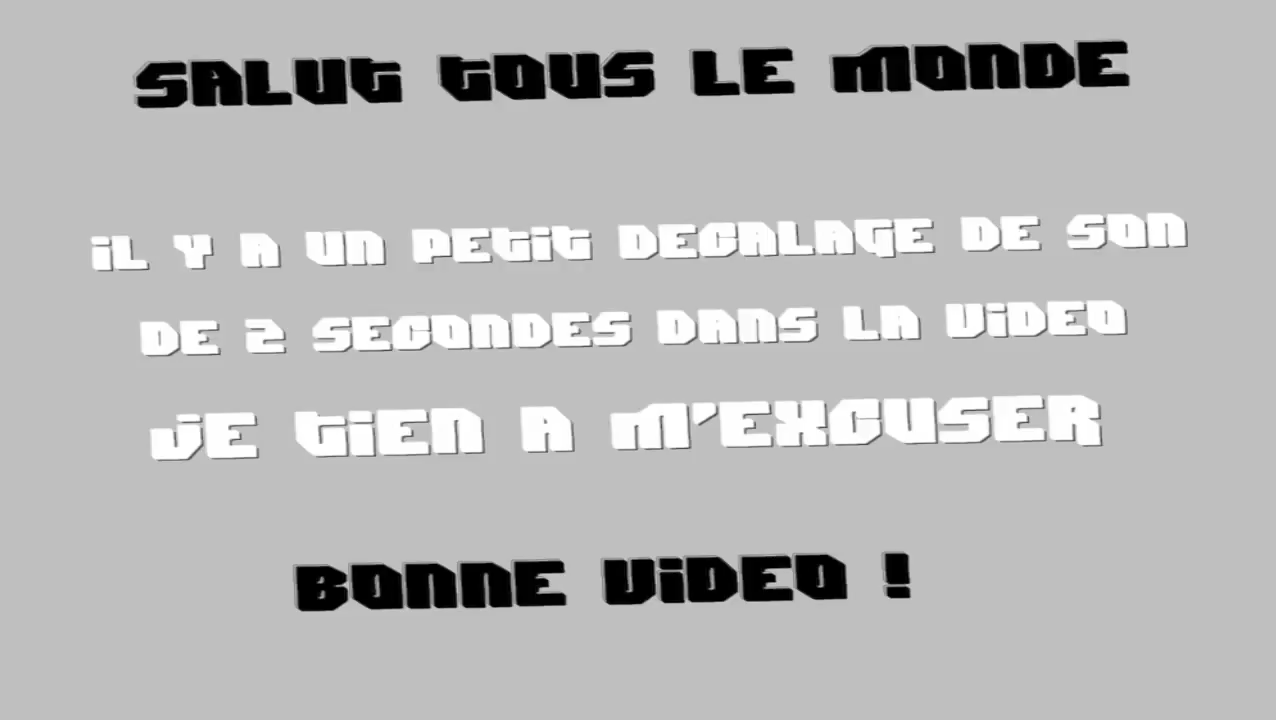 SALUT TOUS LE MONDE
iL Y A UN PETiT DECALAGE DE SON
DE 2 SECONDES DANS LA ViDEO
JE TiEN A M'EXCUSER
BONNE ViDEO !